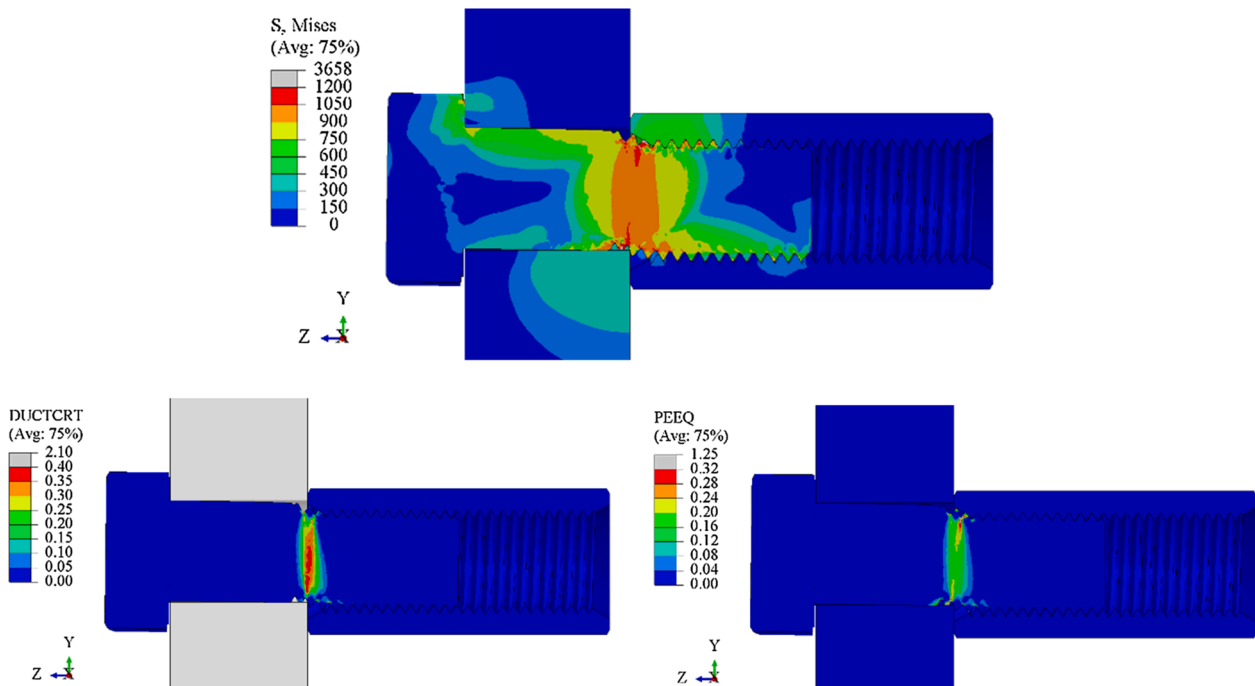 S, Mises
(Avg: 75%)
3658
1200
1050
900
750
600
450
300
150
0
Y
Z X
DUCTCRT
(Avg: 75%)
2.10
0.40
0.35
0.30
0.25
0.20
0.15
0.10
0.05
0.00
Y
Z X
PEEQ
(Avg: 75%)
1.25
0.32
0.28
0.24
0.20
0.16
0.12
0.08
0.04
0.00
Y
Z X